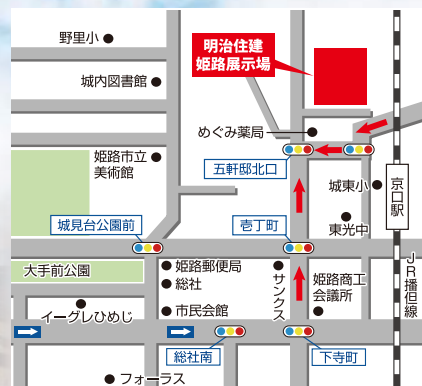 野里小
城内図書館
明治住建
姫路展示場
めぐみ薬局
姫路市立
美術館
五軒邸北口
城東小
京口駅
東光中
城見台公園前
壱丁町
大手前公園
姫路郵便局
総社
サンクス
姫路商工
会議所
JR播但線
イーグレひめじ
市民会館
総社南
下寺町
フォーラス